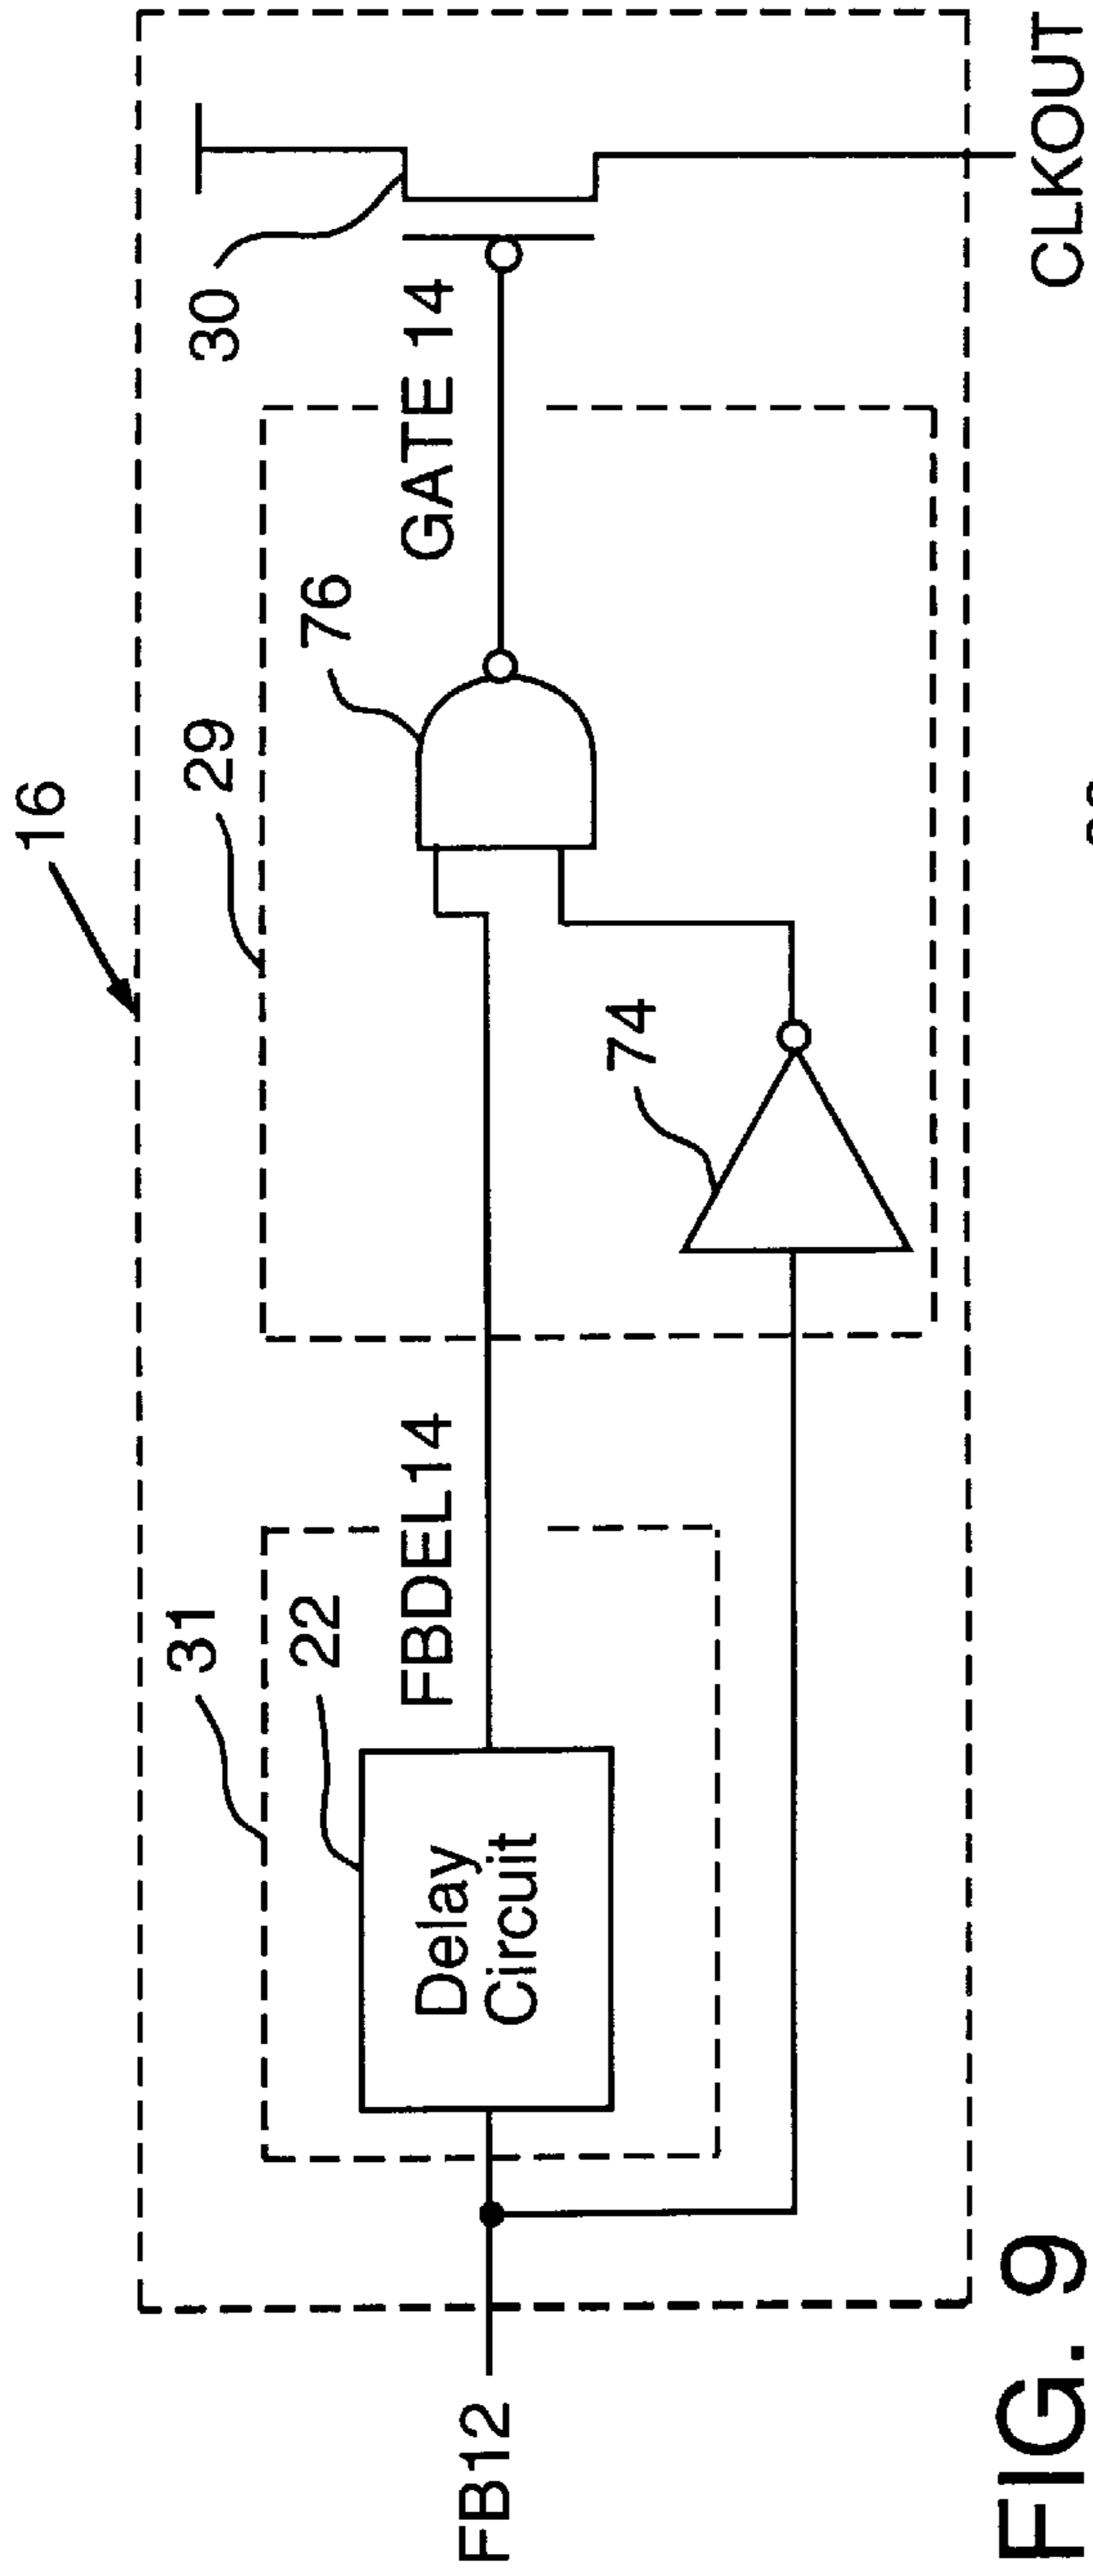 16
29
76
30
31
22
FBDEL14
GATE 14
74
Delay
Circuit
FB12
CLKOUT
FIG. 9